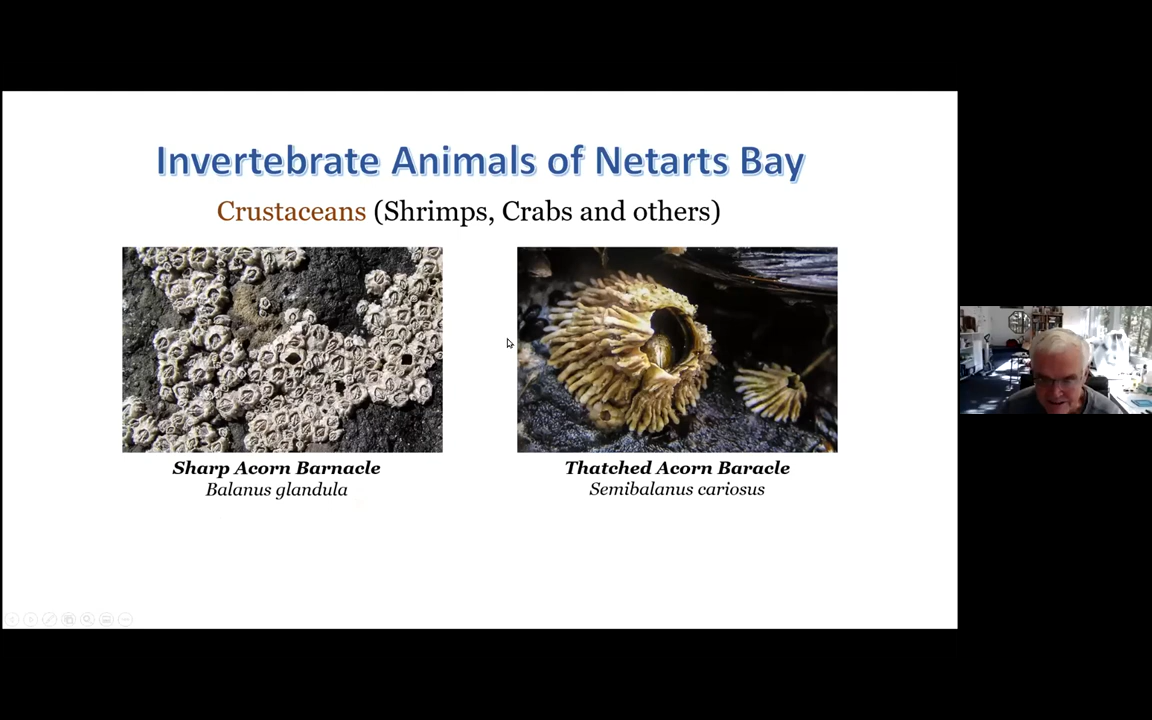 Invertebrate Animals of Netarts Bay
Crustaceans (Shrimps, Crabs and others)
Sharp Acorn Barnacle
Balanus glandula
Thatched Acorn Baracle
Semibalanus cariosus